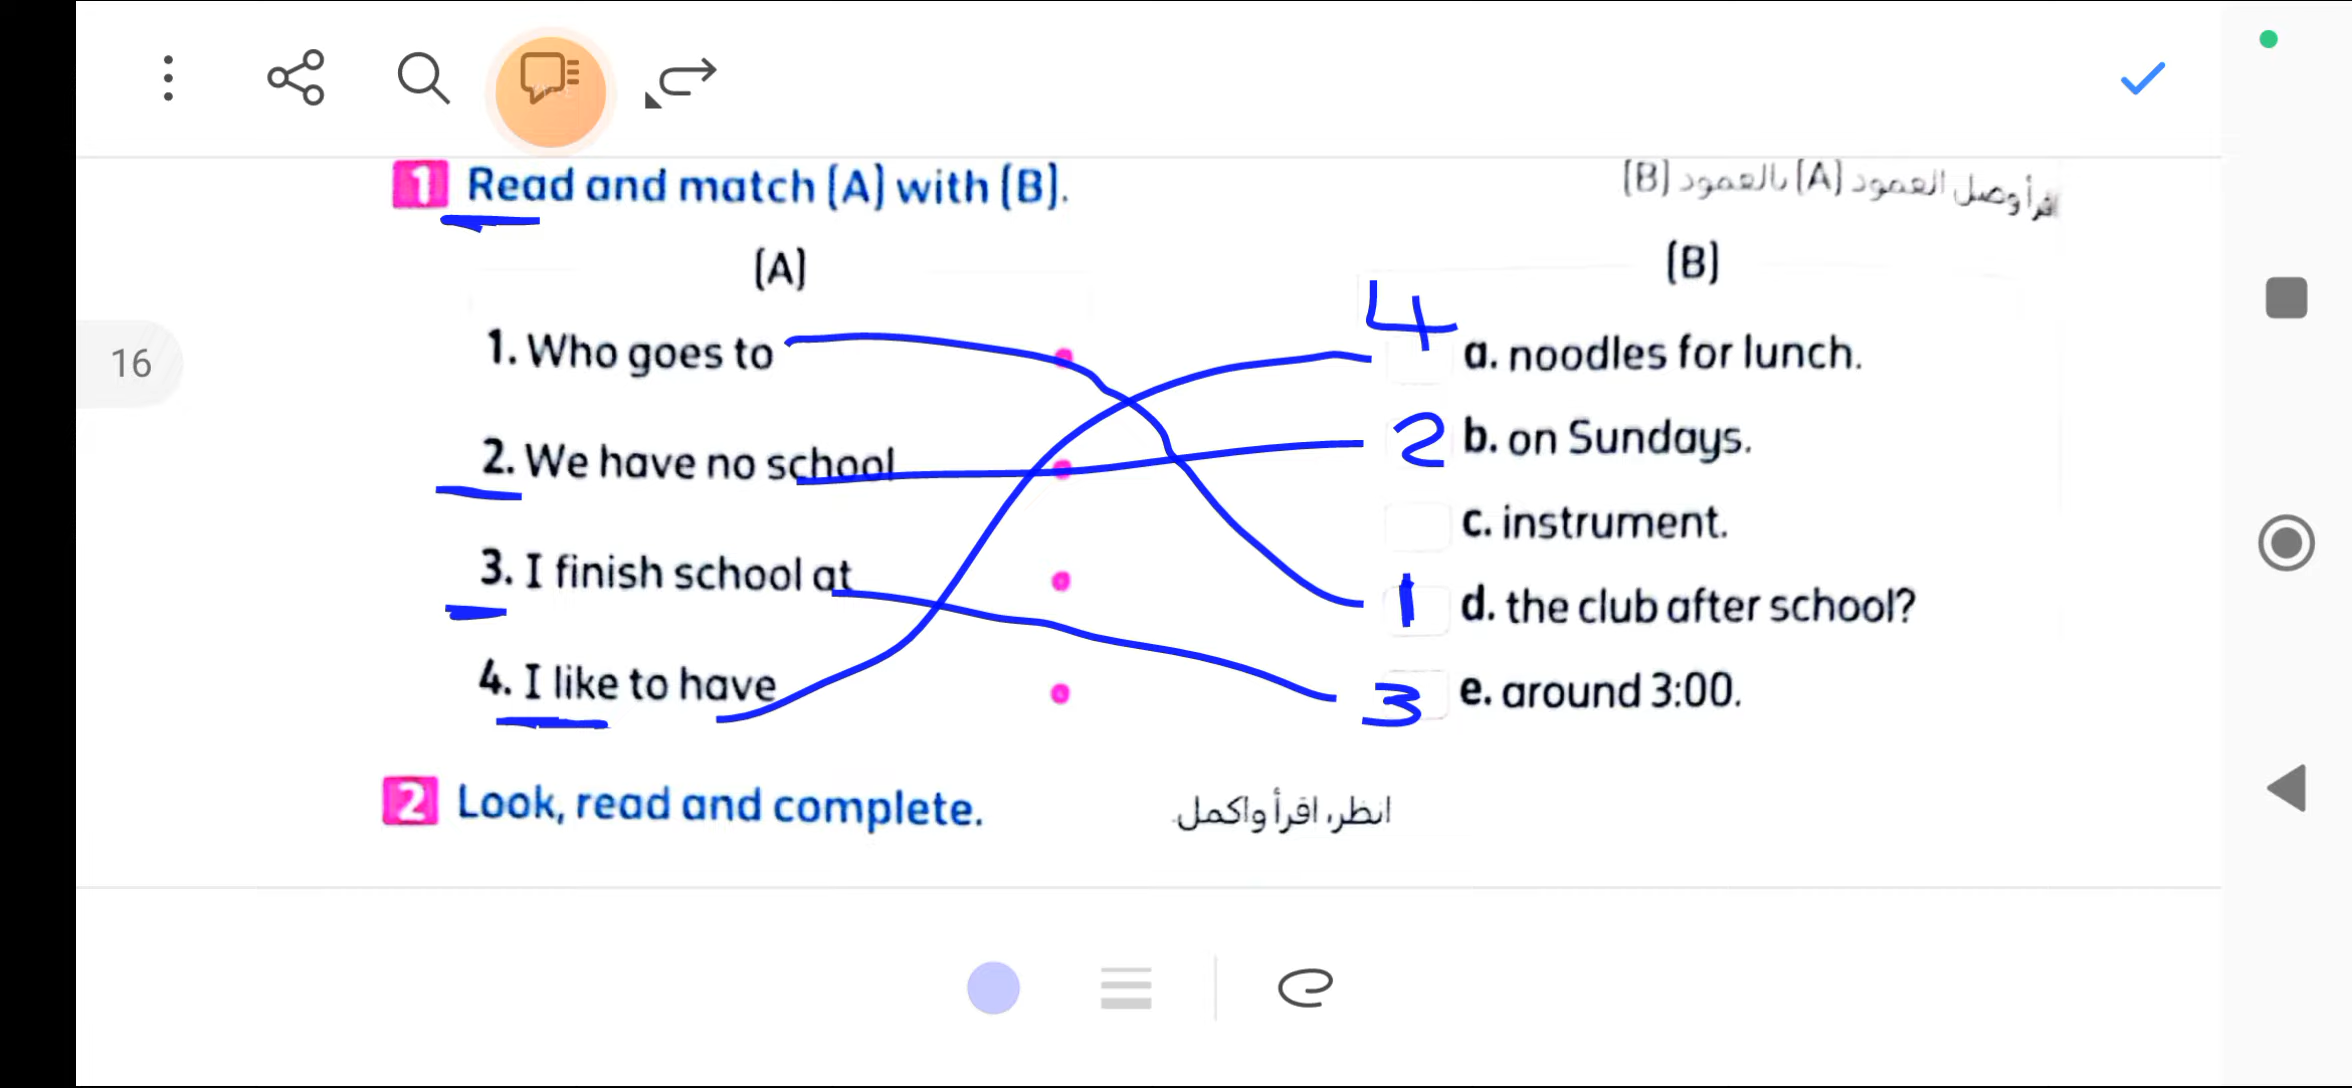 1 Read and match (A) with (B).
اقرأ وصل العمود (A) بالعمود (B)
(A)
(B)
16
1. Who goes to
4 a. noodles for lunch.
2. We have no school
2 b. on Sundays.
c. instrument.
3. I finish school at
1 d. the club after school?
4. I like to have
3 e. around 3:00.
2 Look, read and complete.
انظر، اقرأ واكمل.